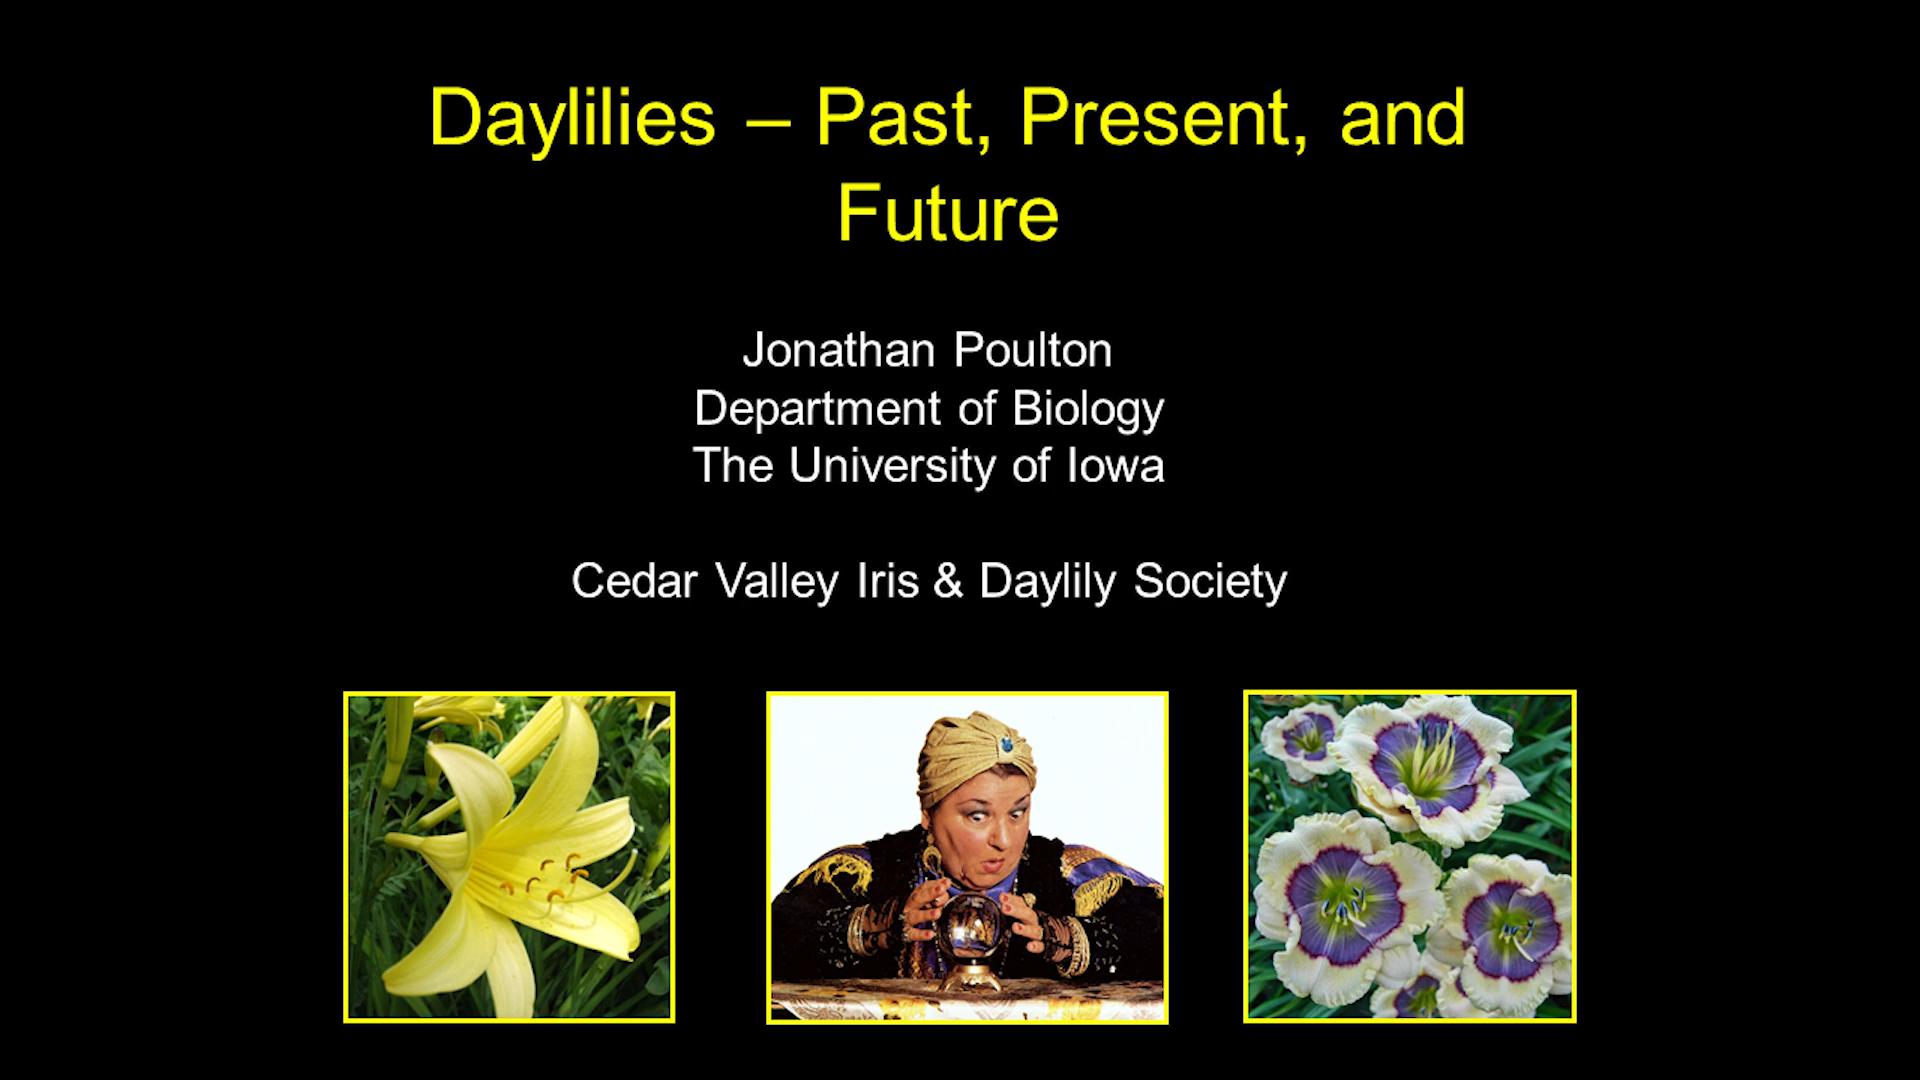 Daylilies – Past, Present, and
Future
Jonathan Poulton
Department of Biology
The University of Iowa
Cedar Valley Iris & Daylily Society